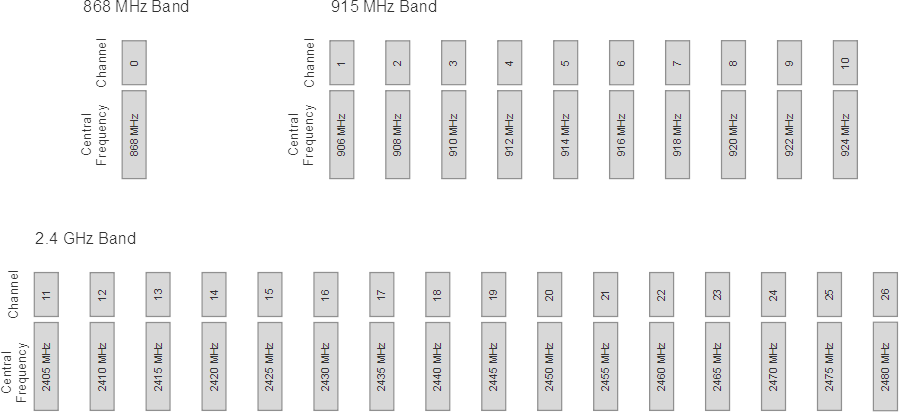 868 MHz Band
Channel
0
Central
Frequency
868 MHz
915 MHz Band
Channel
1 2 3 4 5 6 7 8 9 10
Central
Frequency
906 MHz 908 MHz 910 MHz 912 MHz 914 MHz 916 MHz 918 MHz 920 MHz 922 MHz 924 MHz
2.4 GHz Band
Channel
11 12 13 14 15 16 17 18 19 20 21 22 23 24 25 26
Central
Frequency
2405 MHz 2410 MHz 2415 MHz 2420 MHz 2425 MHz 2430 MHz 2435 MHz 2440 MHz 2445 MHz 2450 MHz 2455 MHz 2460 MHz 2465 MHz 2470 MHz 2475 MHz 2480 MHz